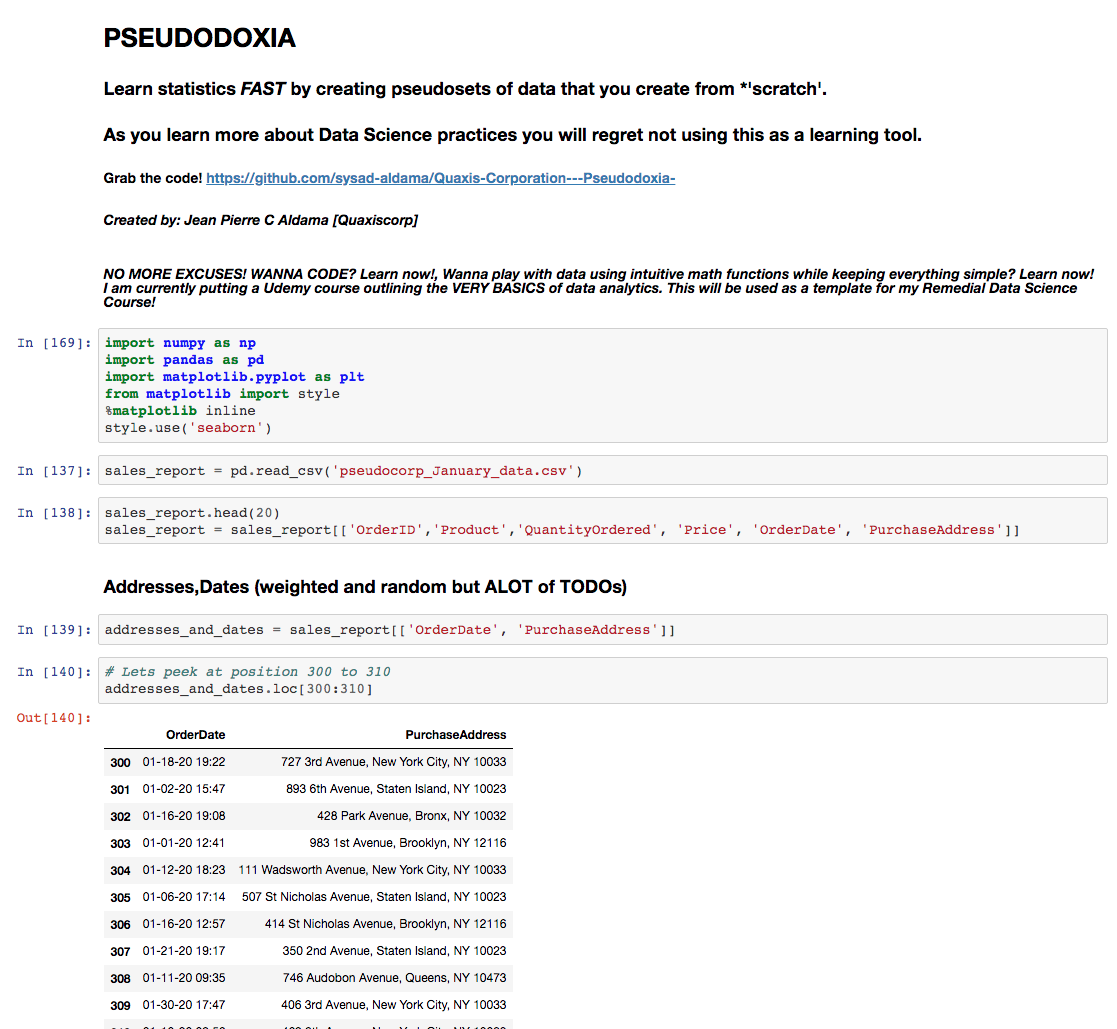 PSEUDODOXIA
Learn statistics FAST by creating pseudosets of data that you create from *'scratch'.
As you learn more about Data Science practices you will regret not using this as a learning tool.
Grab the code! https://github.com/sysad-aldama/Quaxis-Corporation---Pseudodoxia-
Created by: Jean Pierre C Aldama [Quaxiscorp]
NO MORE EXCUSES! WANNA CODE? Learn now!, Wanna play with data using intuitive math functions while keeping everything simple? Learn now!
I am currently putting a Udemy course outlining the VERY BASICS of data analytics. This will be used as a template for my Remedial Data Science
Course!
In [169]: import numpy as np
import pandas as pd
import matplotlib.pyplot as plt
from matplotlib import style
%matplotlib inline
style.use('seaborn')
In [137]: sales_report = pd.read_csv('pseudocorp_January_data.csv')
In [138]: sales_report.head(20)
sales_report = sales_report[['OrderID','Product','QuantityOrdered', 'Price', 'OrderDate', 'PurchaseAddress']]
Addresses,Dates (weighted and random but ALOT of TODOs)
In [139]: addresses_and_dates = sales_report[['OrderDate', 'PurchaseAddress']]
In [140]: # Lets peek at position 300 to 310
addresses_and_dates.loc[300:310]
Out[140]:
OrderDate PurchaseAddress
300 01-18-20 19:22 727 3rd Avenue, New York City, NY 10033
301 01-02-20 15:47 893 6th Avenue, Staten Island, NY 10023
302 01-16-20 19:08 428 Park Avenue, Bronx, NY 10032
303 01-01-20 12:41 983 1st Avenue, Brooklyn, NY 12116
304 01-12-20 18:23 111 Wadsworth Avenue, New York City, NY 10033
305 01-06-20 17:14 507 St Nicholas Avenue, Staten Island, NY 10023
306 01-16-20 12:57 414 St Nicholas Avenue, Brooklyn, NY 12116
307 01-21-20 19:17 350 2nd Avenue, Staten Island, NY 10023
308 01-11-20 09:35 746 Audobon Avenue, Queens, NY 10473
309 01-30-20 17:47 406 3rd Avenue, New York City, NY 10033